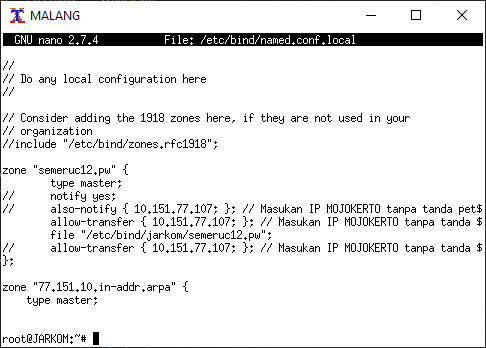 MALANG
GNU nano 2.7.4 File: /etc/bind/named.conf.local
//
// Do any local configuration here
//
// Consider adding the 1918 zones here, if they are not used in your
// organization
//include "/etc/bind/zones.rfc1918";
zone "semeruc12.pw" {
type master;
// notify yes;
// also-notify { 10.151.77.107; }; // Masukan IP MOJOKERTO tanpa tanda pet$
allow-transfer { 10.151.77.107; }; // Masukan IP MOJOKERTO tanpa tanda $
file "/etc/bind/jarkom/semeruc12.pw";
// allow-transfer { 10.151.77.107; }; // Masukan IP MOJOKERTO tanpa tanda $
};
zone "77.151.10.in-addr.arpa" {
type master;
root@JARKOM:~#